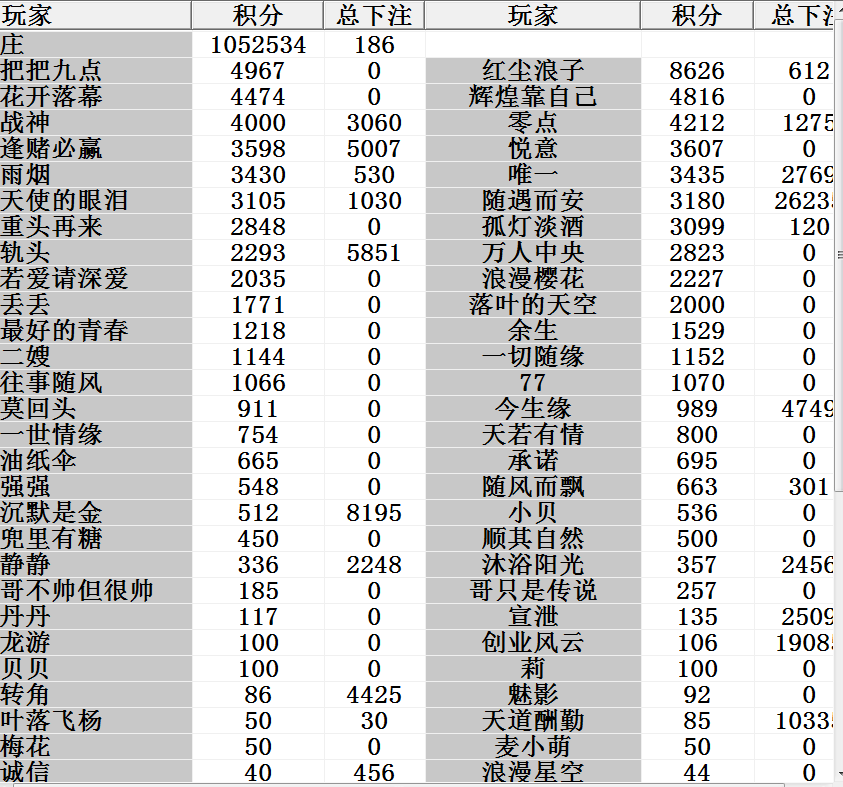 玩家 积分 总下注 玩家 积分 总下注
庄 1052534 186
把把九点 4967 0 红尘浪子 8626 612
花开落幕 4474 0 辉煌靠自己 4816 0
战神 4000 3060 零点 4212 1275
逢赌必赢 3598 5007 悦意 3607 0
雨烟 3430 530 唯一 3435 2769
天使的眼泪 3105 1030 随遇而安 3180 26235
重头再来 2848 0 孤灯淡酒 3099 120
轨头 2293 5851 万人中央 2823 0
若爱请深爱 2035 0 浪漫樱花 2227 0
丢丢 1771 0 落叶的天空 2000 0
最好的青春 1218 0 余生 1529 0
二嫂 1144 0 一切随缘 1152 0
往事随风 1066 0 77 1070 0
莫回头 911 0 今生缘 989 4749
一世情缘 754 0 天若有情 800 0
油纸伞 665 0 承诺 695 0
强强 548 0 随风而飘 663 301
沉默是金 512 8195 小贝 536 0
兜里有糖 450 0 顺其自然 500 0
静静 336 2248 沐浴阳光 357 2456
哥不帅但很帅 185 0 哥只是传说 257 0
丹丹 117 0 宣泄 135 2509
龙游 100 0 创业风云 106 19085
贝贝 100 0 莉 100 0
转角 86 4425 魅影 92 0
叶落飞杨 50 30 天道酬勤 85 10335
梅花 50 0 麦小萌 50 0
诚信 40 456 浪漫星空 44 0